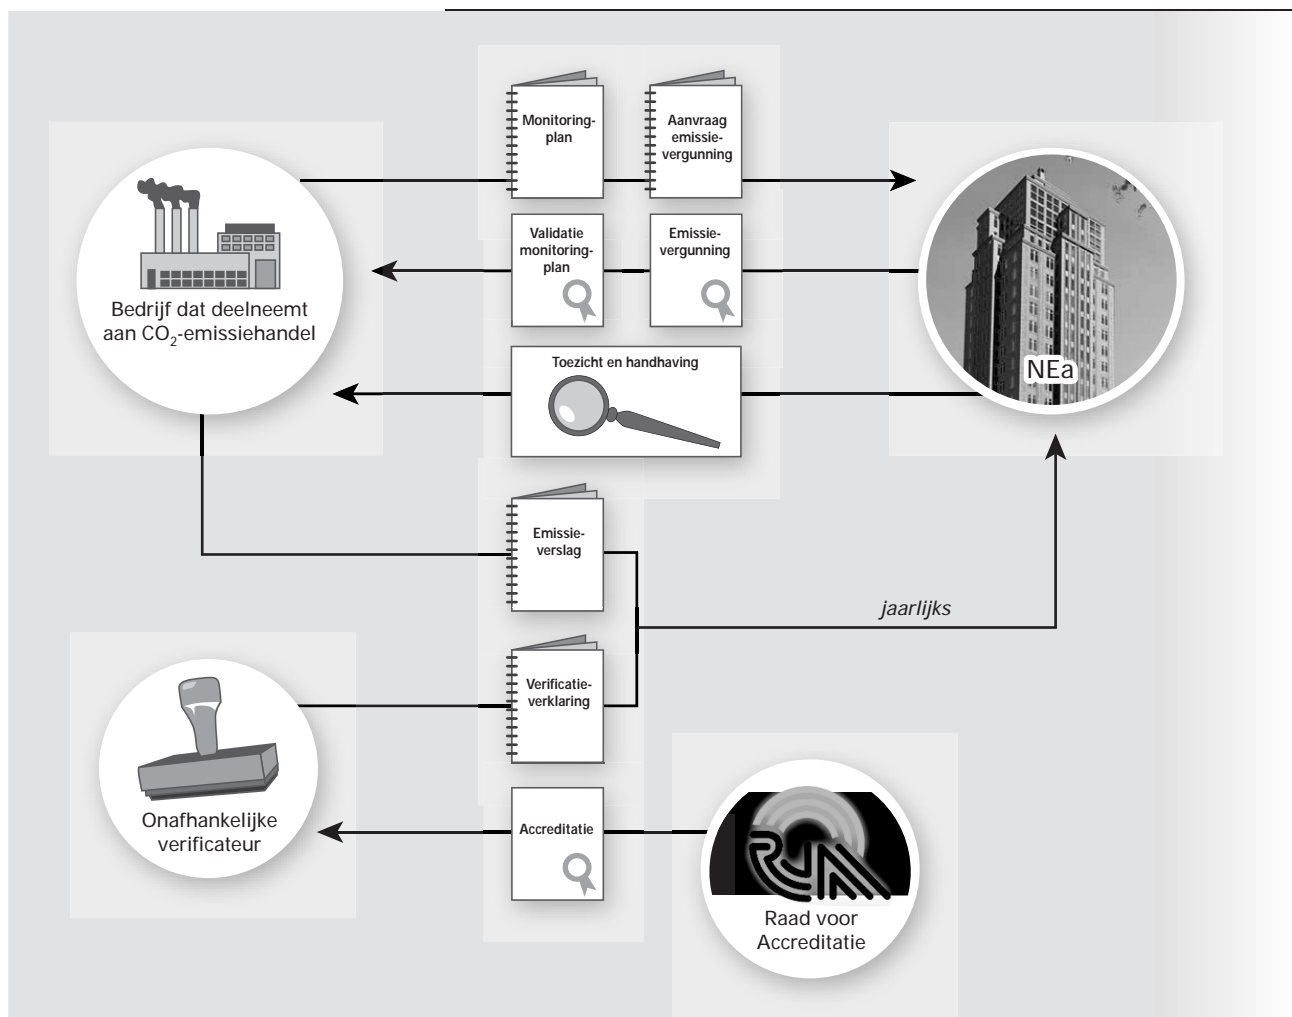 Monitoring-
plan
Aanvraag
emissie-
vergunning
Validatie
monitoring-
plan
Emissie-
vergunning
Bedrijf dat deelneemt
aan CO₂-emissiehandel
NEa
Toezicht en handhaving
Emissie-
verslag
jaarlijks
Verificatie-
verklaring
Onafhankelijke
verificateur
Accreditatie
RvA
Raad voor
Accreditatie